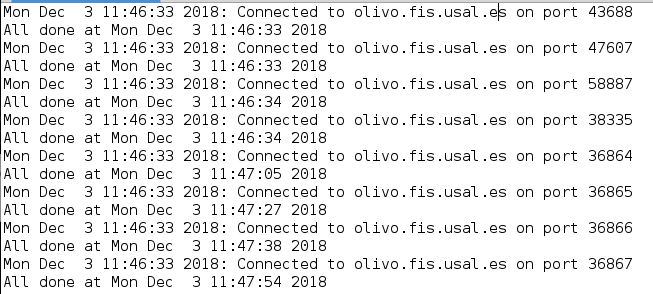 Mon Dec  3 11:46:33 2018: Connected to olivo.fis.usal.es on port 43688
All done at Mon Dec  3 11:46:33 2018
Mon Dec  3 11:46:33 2018: Connected to olivo.fis.usal.es on port 47607
All done at Mon Dec  3 11:46:33 2018
Mon Dec  3 11:46:33 2018: Connected to olivo.fis.usal.es on port 58887
All done at Mon Dec  3 11:46:34 2018
Mon Dec  3 11:46:33 2018: Connected to olivo.fis.usal.es on port 38335
All done at Mon Dec  3 11:46:34 2018
Mon Dec  3 11:46:33 2018: Connected to olivo.fis.usal.es on port 36864
All done at Mon Dec  3 11:47:05 2018
Mon Dec  3 11:46:33 2018: Connected to olivo.fis.usal.es on port 36865
All done at Mon Dec  3 11:47:27 2018
Mon Dec  3 11:46:33 2018: Connected to olivo.fis.usal.es on port 36866
All done at Mon Dec  3 11:47:38 2018
Mon Dec  3 11:46:33 2018: Connected to olivo.fis.usal.es on port 36867
All done at Mon Dec  3 11:47:54 2018